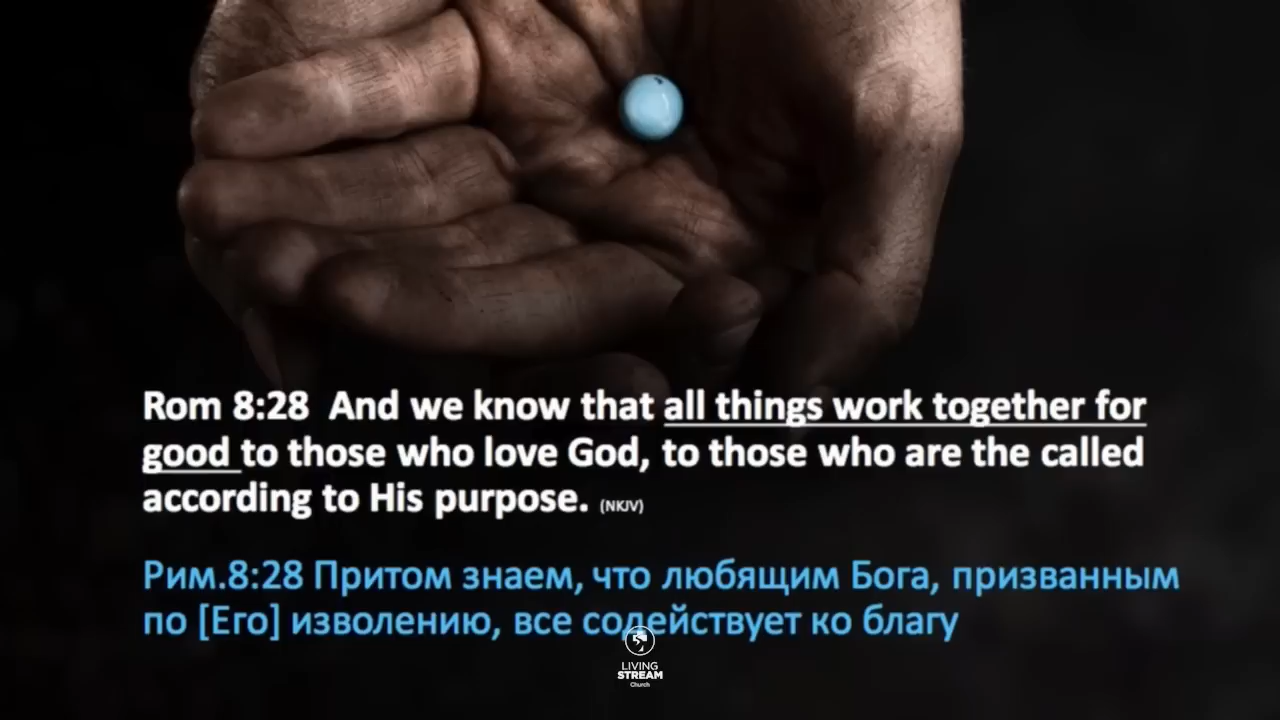 Rom 8:28  And we know that all things work together for
good to those who love God, to those who are the called
according to His purpose. (NKJV)
Рим.8:28 Притом знаем, что любящим Бога, призванным
по [Его] изволению, все содействует ко благу
LIVING
STREAM
Church